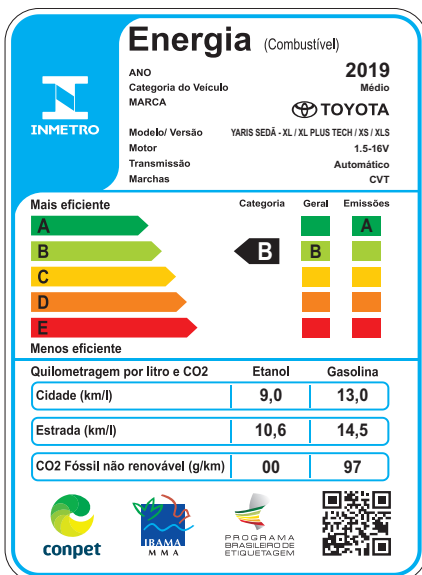 Energia (Combustível)
ANO 2019
Categoria do Veículo Médio
MARCA TOYOTA
INMETRO
Modelo/ Versão YARIS SEDÃ - XL / XL PLUS TECH / XS / XLS
Motor 1.5-16V
Transmissão Automático
Marchas CVT
Mais eficiente Categoria Geral Emissões
A A
B B B
C
D
E
Menos eficiente
Quilometragem por litro e CO2 Etanol Gasolina
Cidade (km/l) 9,0 13,0
Estrada (km/l) 10,6 14,5
CO2 Fóssil não renovável (g/km) 00 97
conpet
IBAMA
M M A
PROGRAMA
BRASILEIRO DE
ETIQUETAGEM